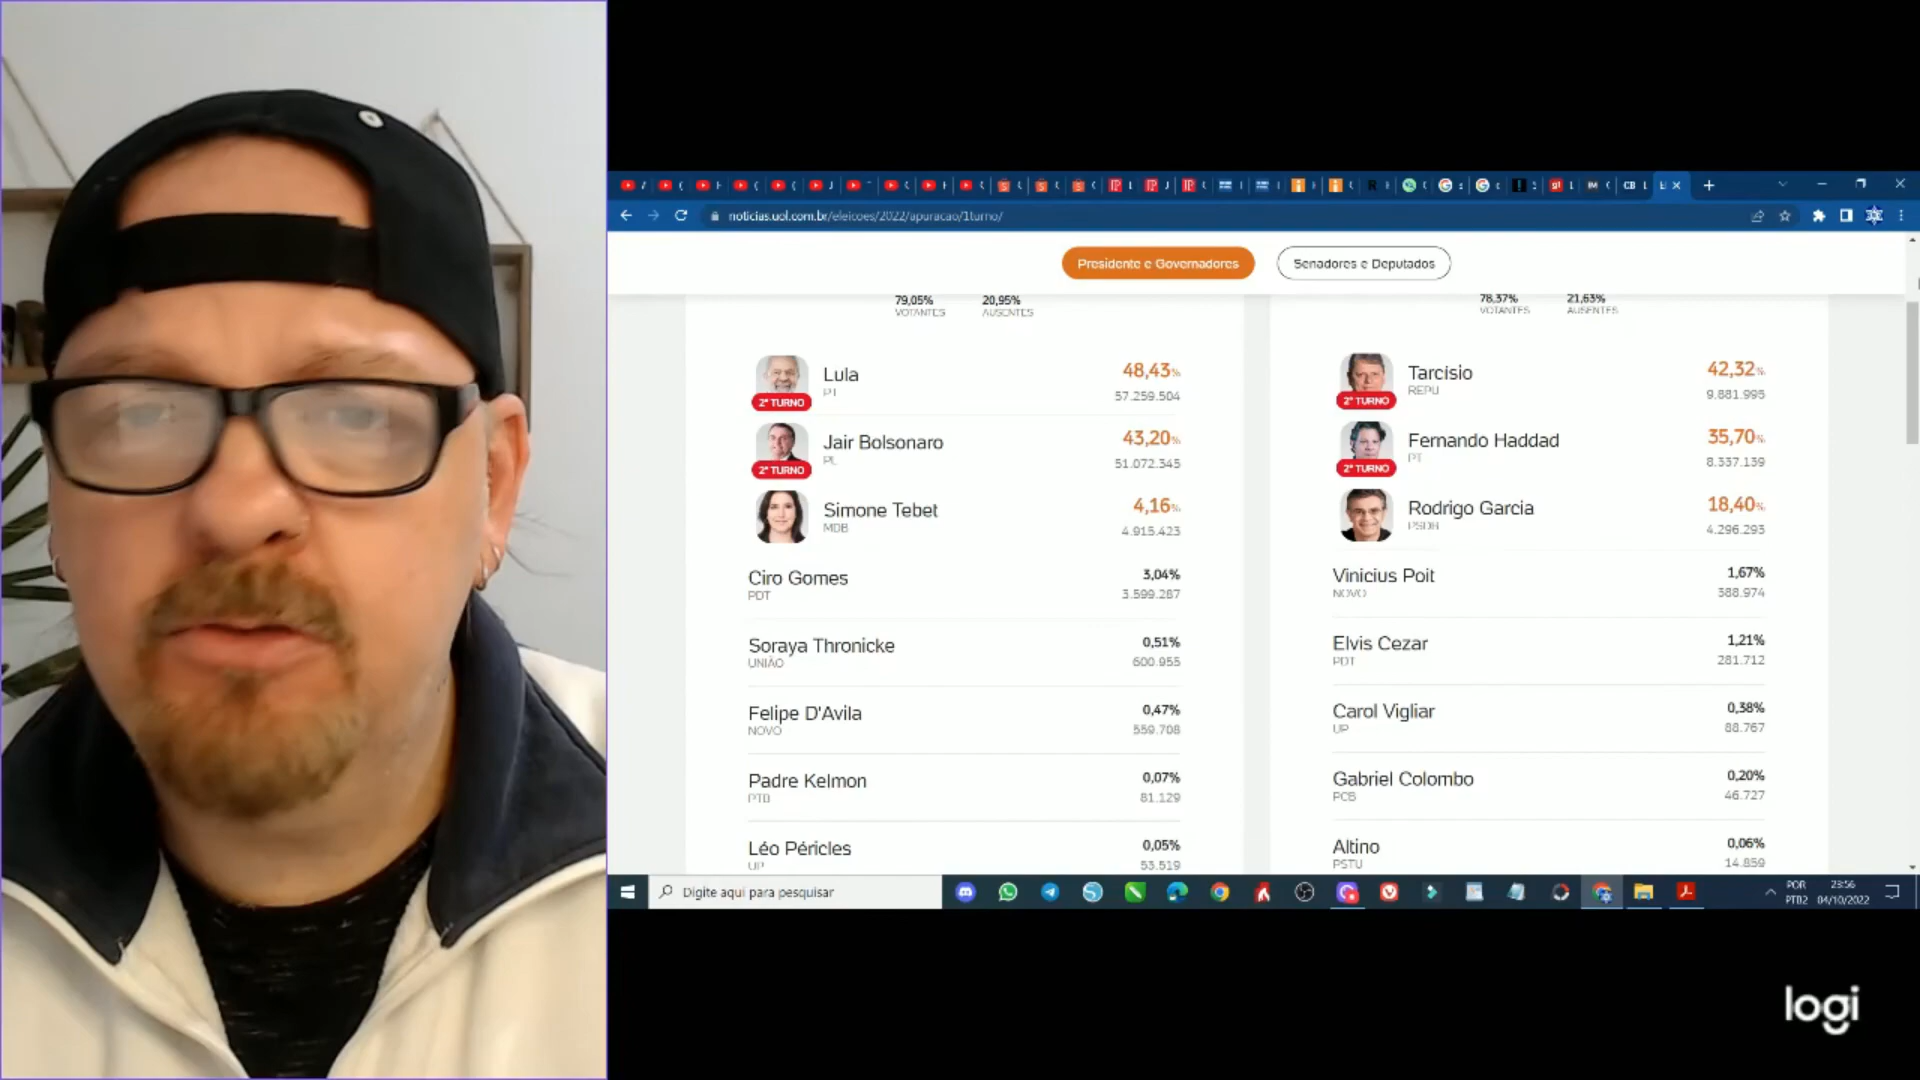 noticias.uol.com.br/eleicoes/2022/apuracao/1turno/
Presidente e Governadores
Senadores e Deputados
79,05%
VOTANTES
20,95%
AUSENTES
Lula
PT
2º TURNO
48,43%
57.259.504
Jair Bolsonaro
PL
2º TURNO
43,20%
51.072.345
Simone Tebet
MDB
4,16%
4.915.423
Ciro Gomes
PDT
3,04%
3.599.287
Soraya Thronicke
UNIÃO
0,51%
600.955
Felipe D'Avila
NOVO
0,47%
559.708
Padre Kelmon
PTB
0,07%
81.129
Léo Péricles
UP
0,05%
53.519
78,37%
VOTANTES
21,63%
AUSENTES
Tarcísio
REPU
2º TURNO
42,32%
9.881.995
Fernando Haddad
PT
2º TURNO
35,70%
8.337.139
Rodrigo Garcia
PSDB
18,40%
4.296.293
Vinicius Poit
NOVO
1,67%
388.974
Elvis Cezar
PDT
1,21%
281.712
Carol Vigliar
UP
0,38%
88.767
Gabriel Colombo
PCB
0,20%
46.727
Altino
PSTU
0,06%
14.859
Digite aqui para pesquisar
POR
PTB2
23:56
04/10/2022
logi